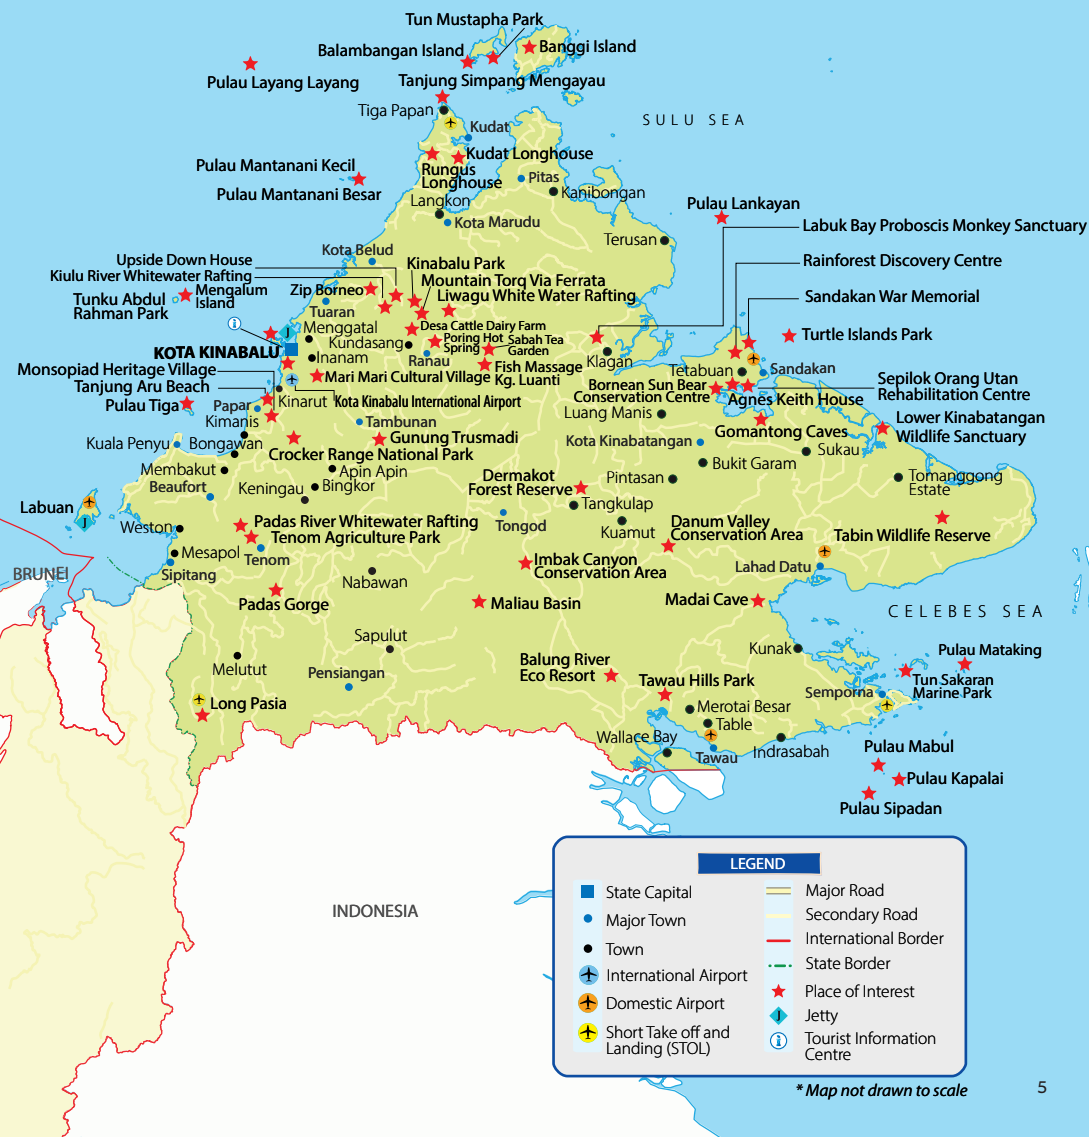 Tun Mustapha Park
Balambangan Island
Banggi Island
Pulau Layang Layang
Tanjung Simpang Mengayau
Tiga Papan
SULU SEA
Kudat
Kudat Longhouse
Pulau Mantanani Kecil
Rungus
Longhouse
Pitas
Pulau Mantanani Besar
Kanibongan
Langkon
Pulau Lankayan
Kota Marudu
Labuk Bay Proboscis Monkey Sanctuary
Terusan
Kota Belud
Upside Down House
Kinabalu Park
Rainforest Discovery Centre
Kiulu River Whitewater Rafting
Mountain Torq Via Ferrata
Zip Borneo
Mengalum
Island
Liwagu White Water Rafting
Sandakan War Memorial
Tunku Abdul
Rahman Park
Tuaran
i
J
Menggatal
Desa Cattle Dairy Farm
Turtle Islands Park
Kundasang
Poring Hot
Spring
Sabah Tea
Garden
KOTA KINABALU
Inanam
Ranau
Klagan
Monsopiad Heritage Village
Mari Mari Cultural Village
Fish Massage
Kg. Luanti
Tetabuan
Sandakan
Tanjung Aru Beach
Bornean Sun Bear
Conservation Centre
Sepilok Orang Utan
Rehabilitation Centre
Pulau Tiga
Papar
Kinarut
Kota Kinabalu International Airport
Agnes Keith House
Kimanis
Tambunan
Luang Manis
Gomantong Caves
Lower Kinabatangan
Wildlife Sanctuary
Kuala Penyu
Bongawan
Gunung Trusmadi
Kota Kinabatangan
Crocker Range National Park
Sukau
Membakut
Apin Apin
Bukit Garam
Beaufort
Keningau
Bingkor
Dermakot
Forest Reserve
Pintasan
Tomanggong
Estate
Labuan
J
Tangkulap
Weston
Padas River Whitewater Rafting
Tongod
Kuamut
Danum Valley
Conservation Area
Tenom Agriculture Park
Tabin Wildlife Reserve
Mesapol
Tenom
Imbak Canyon
Conservation Area
Lahad Datu
BRUNEI
Sipitang
Nabawan
Padas Gorge
Maliau Basin
Madai Cave
CELEBES SEA
Sapulut
Kunak
Pulau Mataking
Melutut
Balung River
Eco Resort
Pensiangan
Tawau Hills Park
Tun Sakaran
Marine Park
Semporna
Long Pasia
Merotai Besar
Table
Wallace Bay
Tawau
Indrasabah
Pulau Mabul
Pulau Kapalai
Pulau Sipadan
INDONESIA
LEGEND
State Capital
Major Town
Town
International Airport
Domestic Airport
Short Take off and
Landing (STOL)
Major Road
Secondary Road
International Border
State Border
Place of Interest
J
Jetty
i
Tourist Information
Centre
* Map not drawn to scale
5